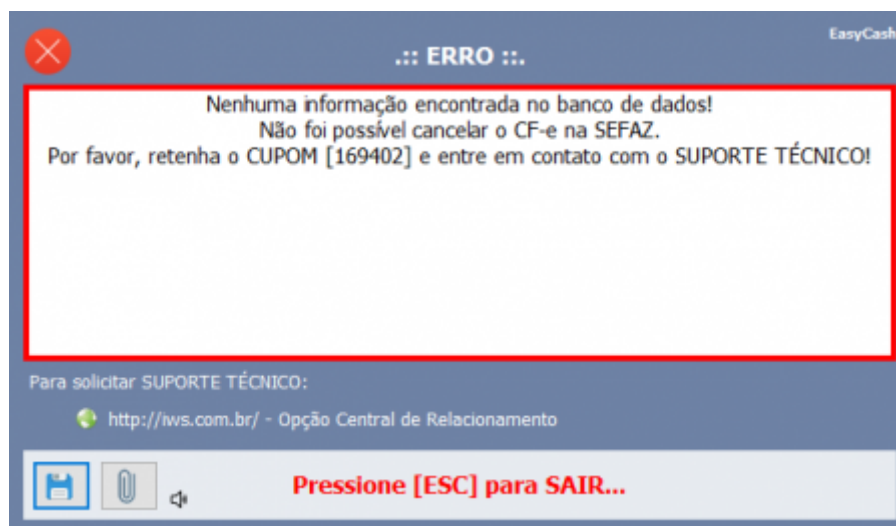 EasyCash
.:: ERRO ::.
Nenhuma informação encontrada no banco de dados!
Não foi possível cancelar o CF-e na SEFAZ.
Por favor, retenha o CUPOM [169402] e entre em contato com o SUPORTE TÉCNICO!
Para solicitar SUPORTE TÉCNICO:
http://iws.com.br/ - Opção Central de Relacionamento
Pressione [ESC] para SAIR...